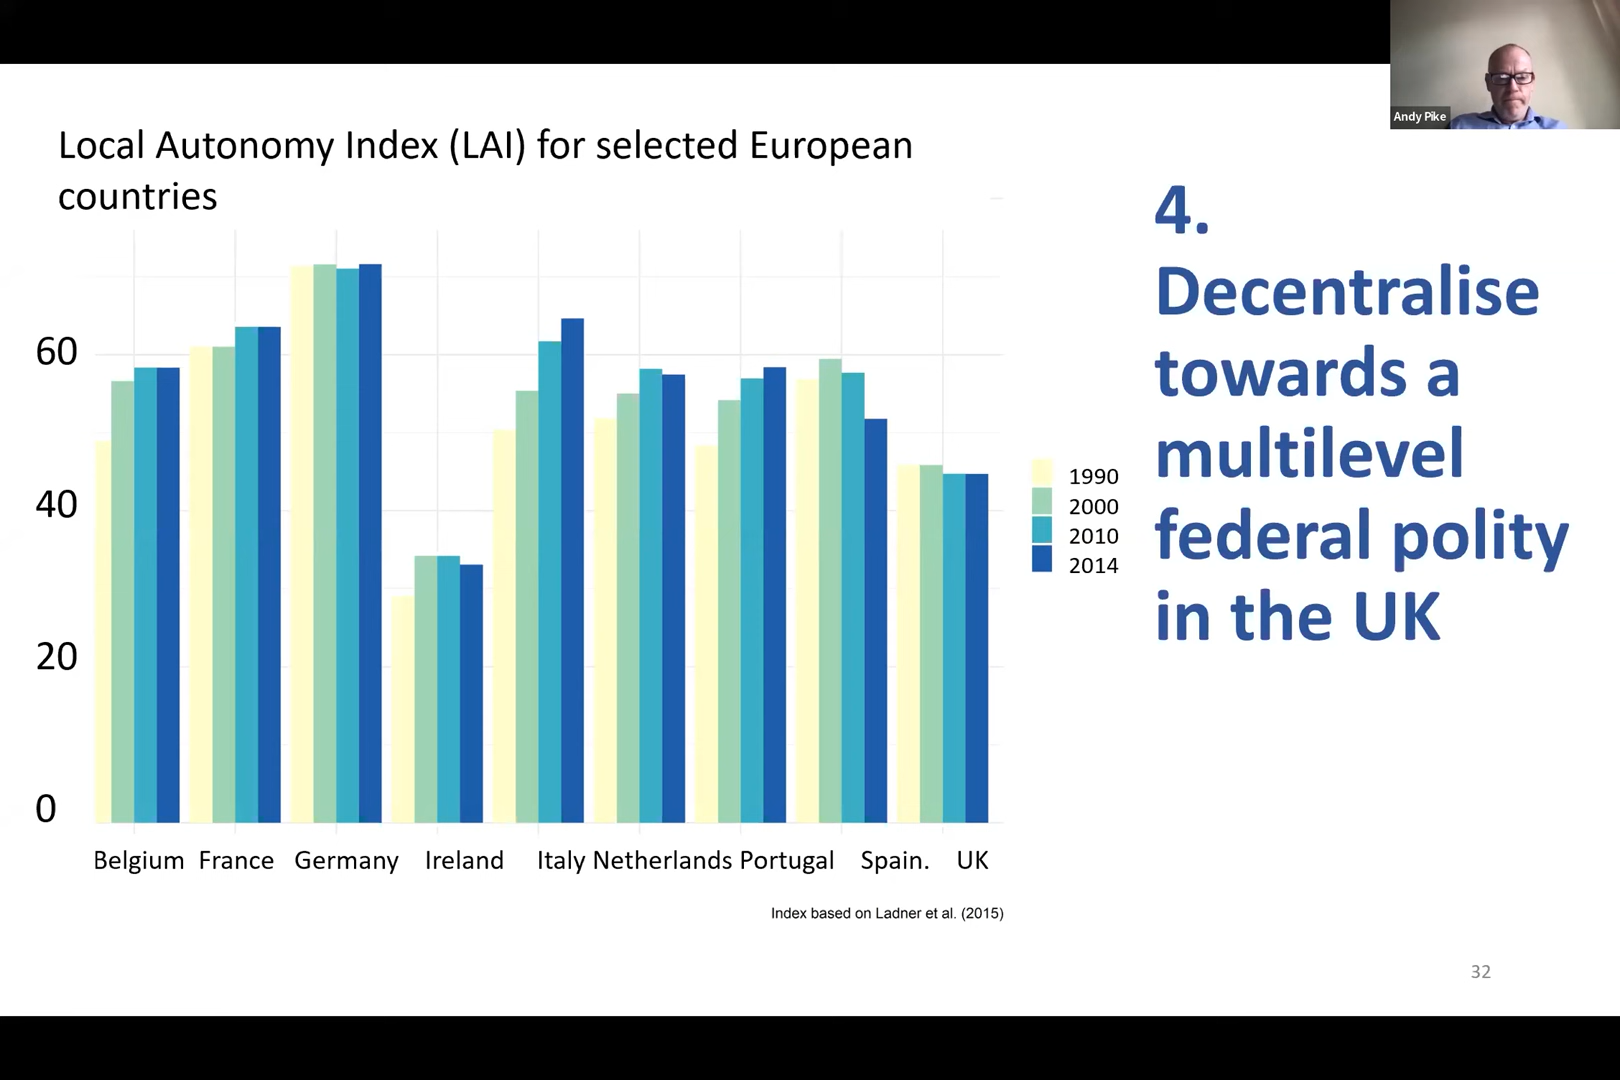 Andy Pike
Local Autonomy Index (LAI) for selected European
countries
4.
Decentralise
towards a
multilevel
federal polity
in the UK
60
40
20
0
1990
2000
2010
2014
Belgium France Germany Ireland Italy Netherlands Portugal Spain. UK
Index based on Ladner et al. (2015)
32